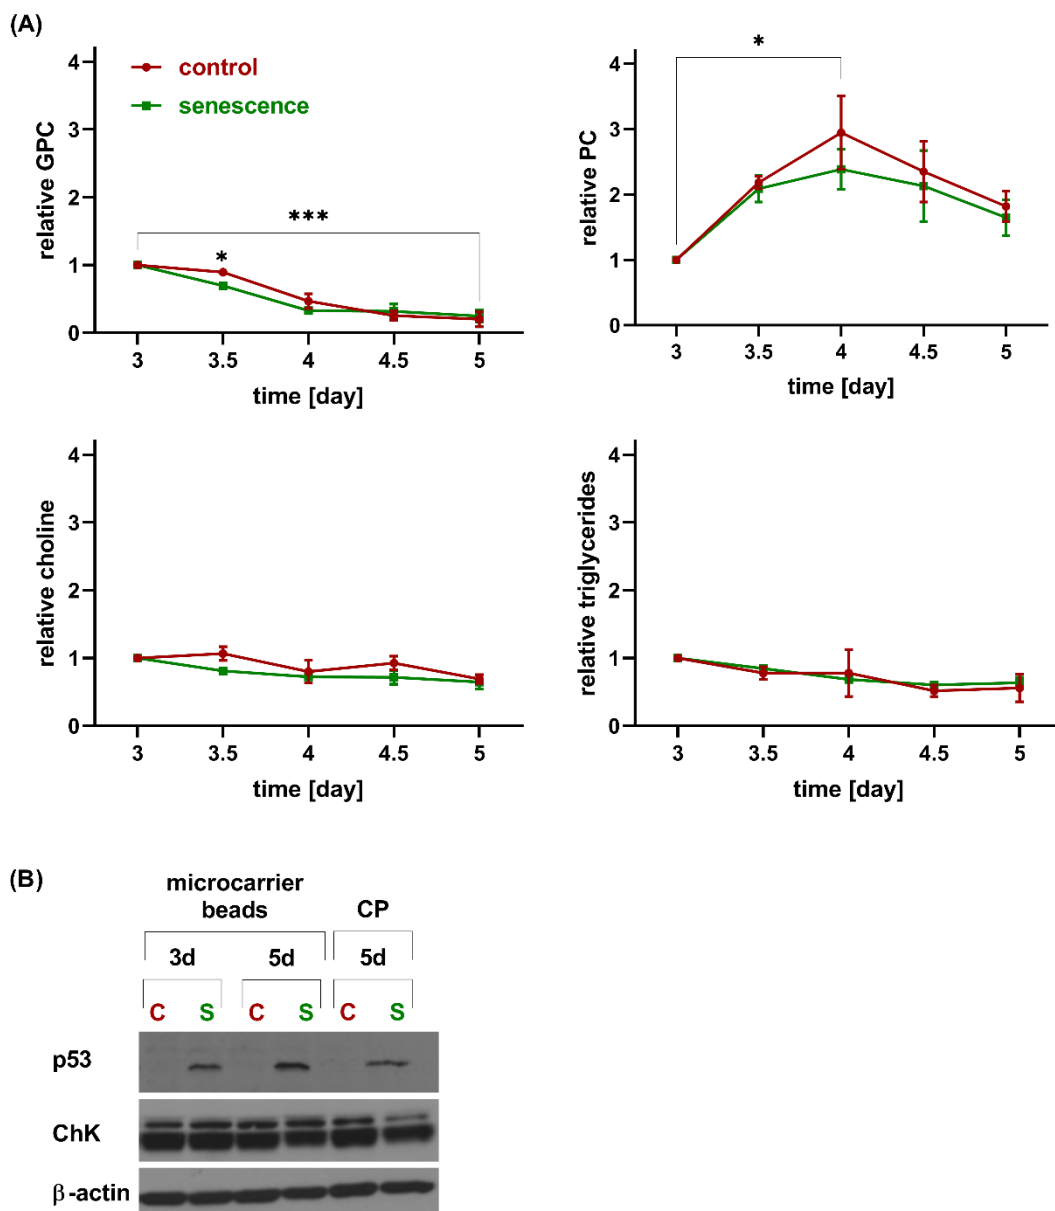 (A)
relative GPC
4
3
2
1
0
control
senescence
***
*
3 3.5 4 4.5 5
time [day]
relative PC
4
3
2
1
0
*
3 3.5 4 4.5 5
time [day]
relative choline
4
3
2
1
0
3 3.5 4 4.5 5
time [day]
relative triglycerides
4
3
2
1
0
3 3.5 4 4.5 5
time [day]
(B)
microcarrier
beads CP
3d 5d 5d
C S C S C S
p53
ChK
β-actin